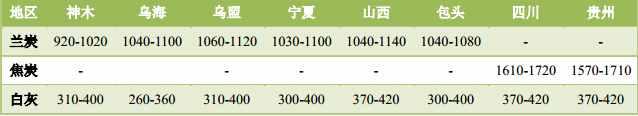 地区 神木 乌海 乌盟 宁夏 山西 包头 四川 贵州
兰炭 920-1020 1040-1100 1060-1120 1030-1100 1040-1140 1040-1080 - -
焦炭 - - - - - - 1610-1720 1570-1710
白灰 310-400 260-360 310-400 300-400 370-420 300-400 370-420 370-420